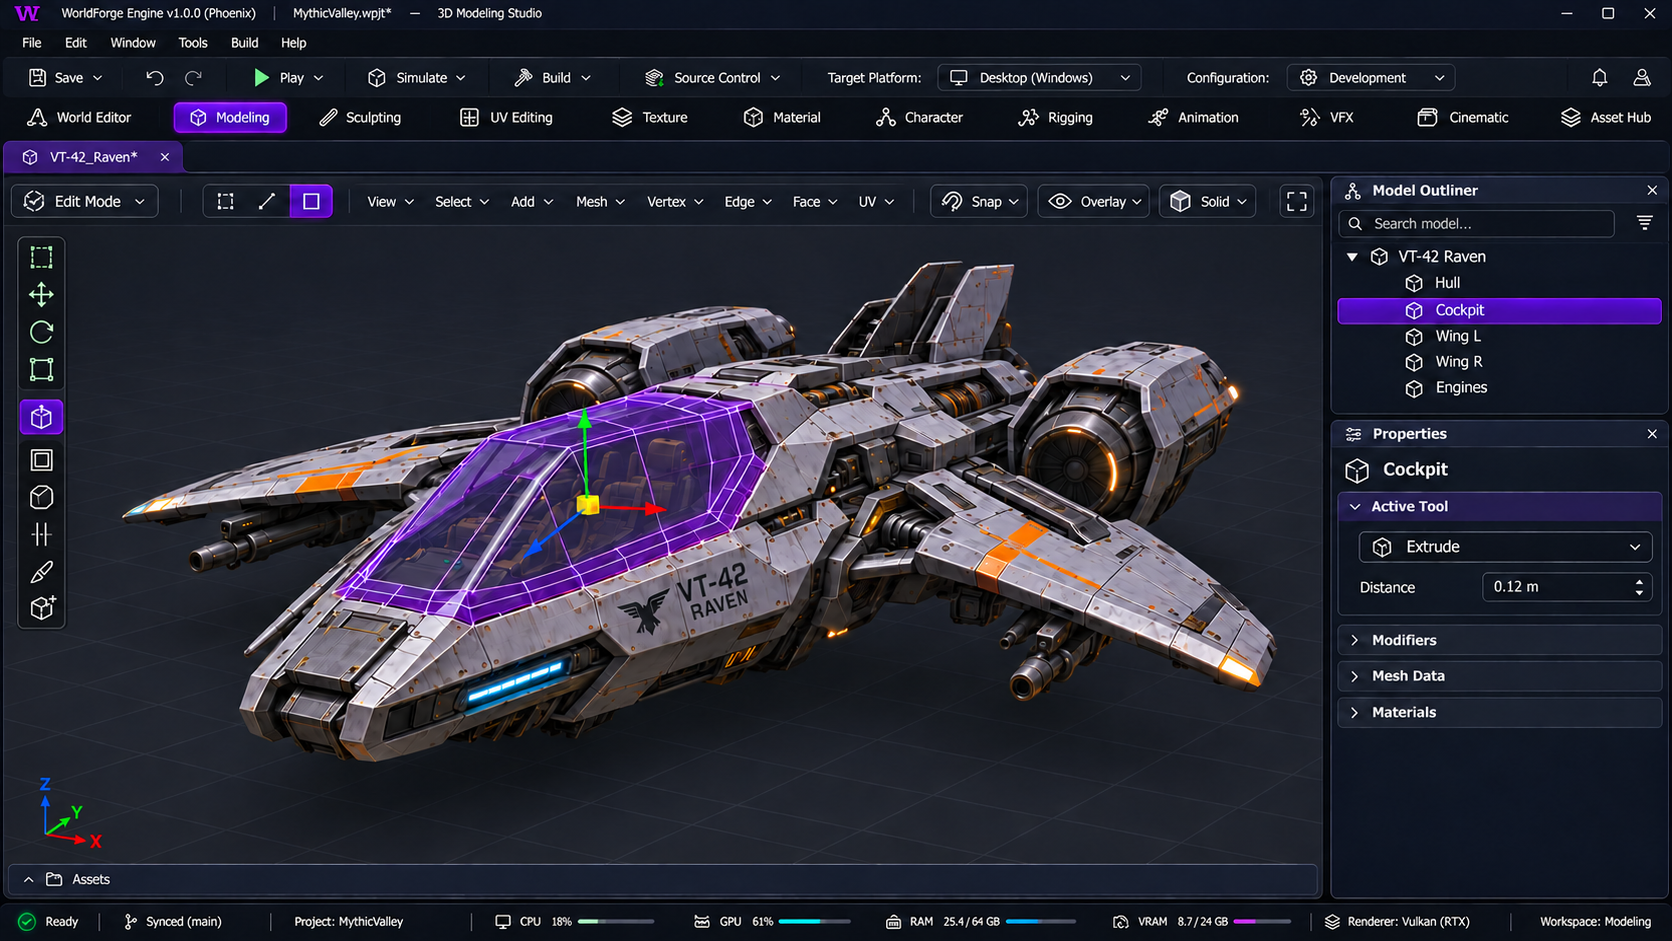 W WorldForge Engine v1.0.0 (Phoenix) | MythicValley.wpjt* — 3D Modeling Studio
File Edit Window Tools Build Help
Save Play Simulate Build Source Control Target Platform: Desktop (Windows) Configuration: Development
World Editor Modeling Sculpting UV Editing Texture Material Character Rigging Animation VFX Cinematic Asset Hub
VT-42_Raven*
Edit Mode View Select Add Mesh Vertex Edge Face UV Snap Overlay Solid
Model Outliner
Search model...
VT-42 Raven
Hull
Cockpit
Wing L
Wing R
Engines
Properties
Cockpit
Active Tool
Extrude
Distance 0.12 m
Modifiers
Mesh Data
Materials
VT-42
RAVEN
Z
Y
X
Assets
Ready Synced (main) Project: MythicValley CPU 18% GPU 61% RAM 25.4 / 64 GB VRAM 8.7 / 24 GB Renderer: Vulkan (RTX) Workspace: Modeling